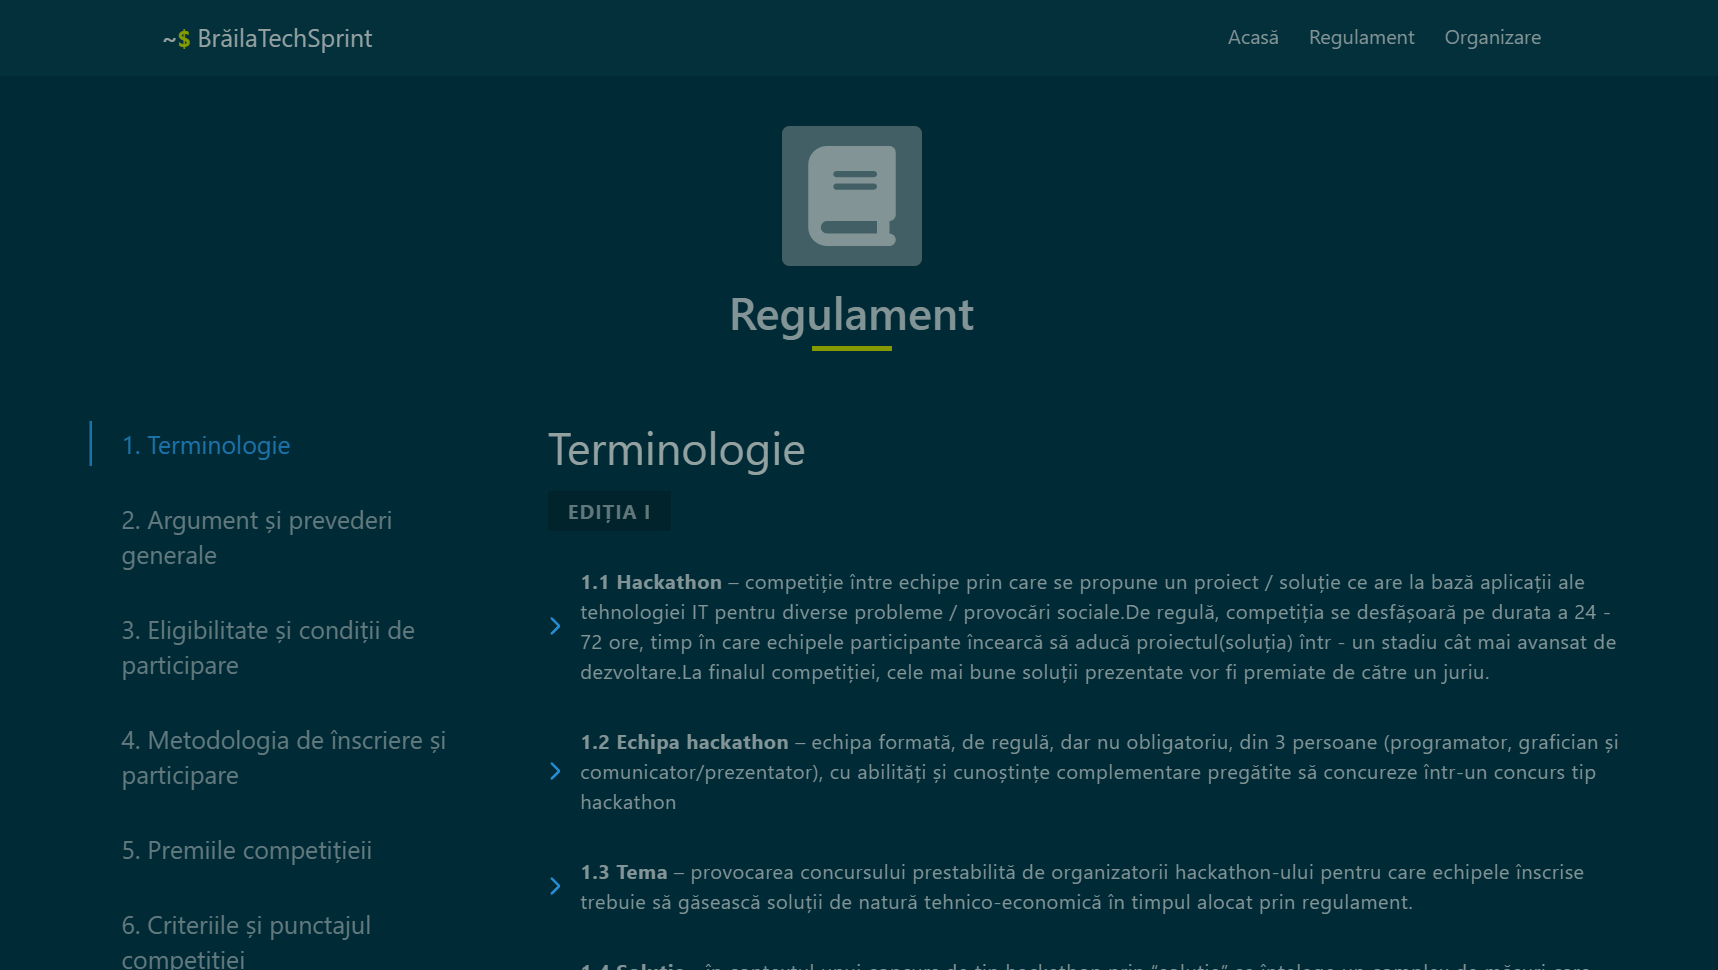 ~$ BrăilaTechSprint
Acasă
Regulament
Organizare
Regulament
1. Terminologie
2. Argument și prevederi
generale
3. Eligibilitate și condiții de
participare
4. Metodologia de înscriere și
participare
5. Premiile competițieii
6. Criteriile și punctajul
competiției
Terminologie
EDIȚIA I
1.1 Hackathon – competiție între echipe prin care se propune un proiect / soluție ce are la bază aplicații ale
tehnologiei IT pentru diverse probleme / provocări sociale.De regulă, competiția se desfășoară pe durata a 24 -
72 ore, timp în care echipele participante încearcă să aducă proiectul(soluția) într - un stadiu cât mai avansat de
dezvoltare.La finalul competiției, cele mai bune soluții prezentate vor fi premiate de către un juriu.
1.2 Echipa hackathon – echipa formată, de regulă, dar nu obligatoriu, din 3 persoane (programator, grafician și
comunicator/prezentator), cu abilități și cunoștințe complementare pregătite să concureze într-un concurs tip
hackathon
1.3 Tema – provocarea concursului prestabilită de organizatorii hackathon-ului pentru care echipele înscrise
trebuie să găsească soluții de natură tehnico-economică în timpul alocat prin regulament.